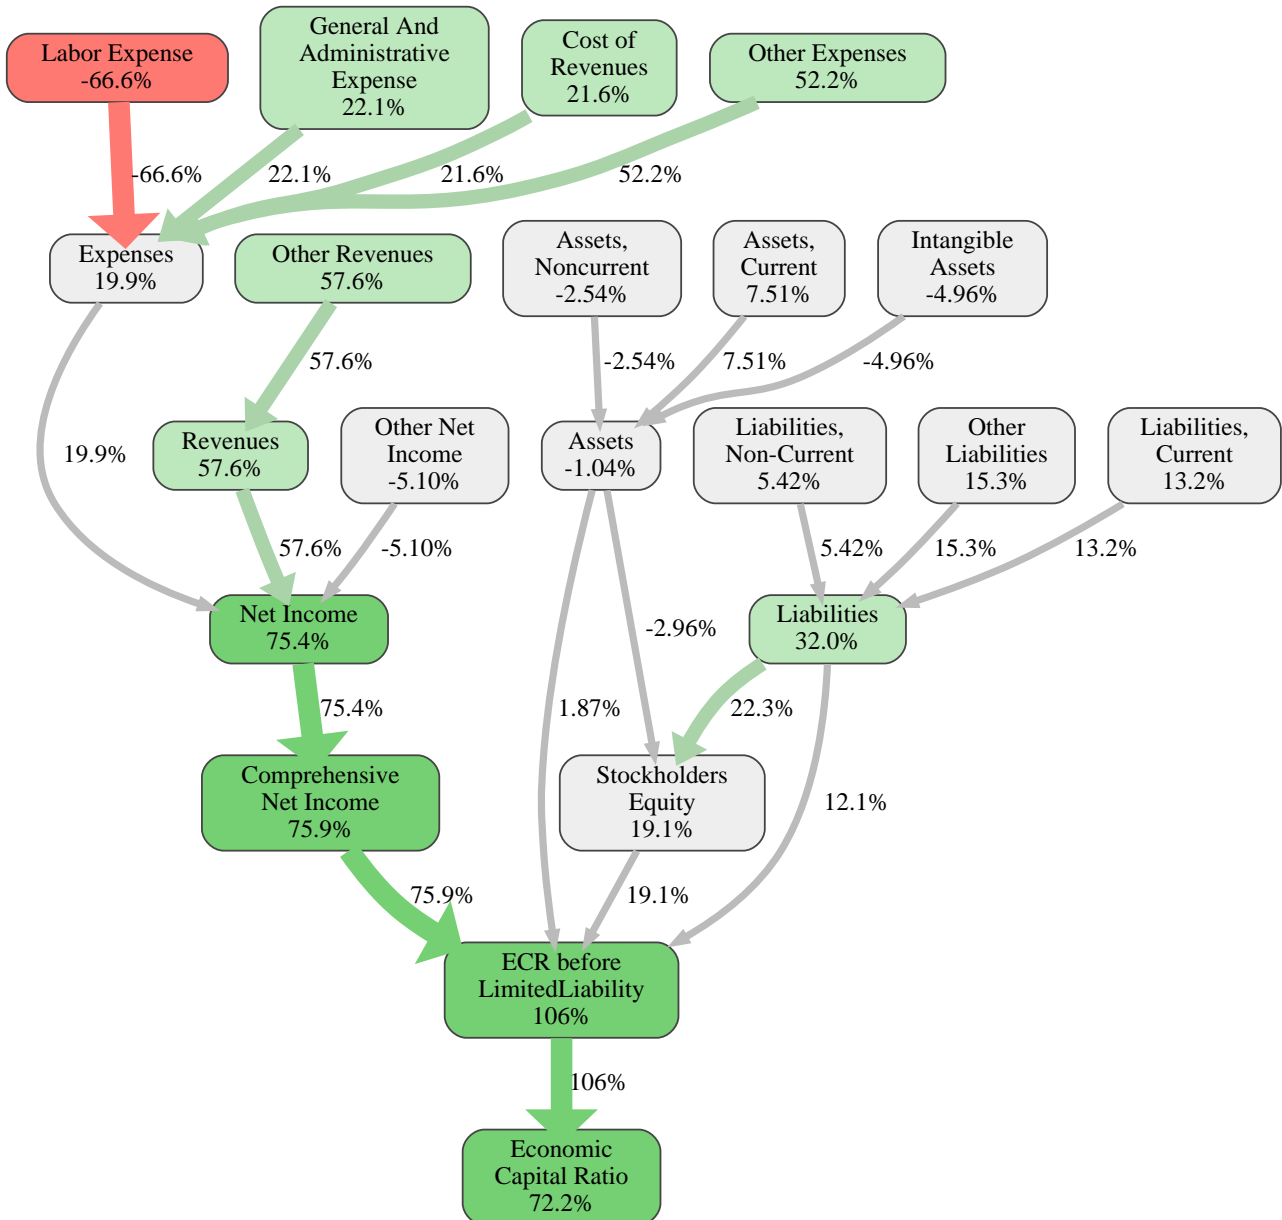 Labor Expense
-66.6%
General And
Administrative
Expense
22.1%
Cost of
Revenues
21.6%
Other Expenses
52.2%
-66.6%
22.1%
21.6%
52.2%
Expenses
19.9%
Other Revenues
57.6%
Assets,
Noncurrent
-2.54%
Assets,
Current
7.51%
Intangible
Assets
-4.96%
57.6%
-2.54%
7.51%
-4.96%
19.9%
Revenues
57.6%
Other Net
Income
-5.10%
Assets
-1.04%
Liabilities,
Non-Current
5.42%
Other
Liabilities
15.3%
Liabilities,
Current
13.2%
57.6%
-5.10%
5.42%
15.3%
13.2%
Net Income
75.4%
-2.96%
Liabilities
32.0%
75.4%
1.87%
22.3%
Comprehensive
Net Income
75.9%
Stockholders
Equity
19.1%
12.1%
75.9%
19.1%
ECR before
LimitedLiability
106%
106%
Economic
Capital Ratio
72.2%